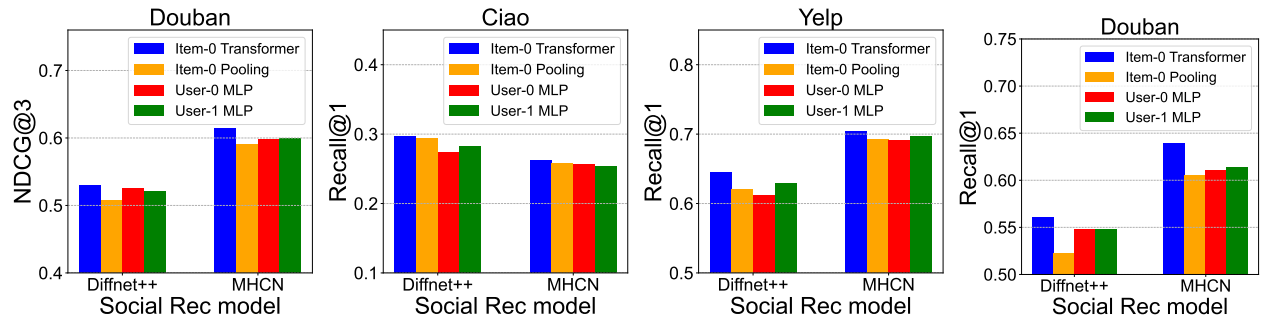 Douban
NDCG@3
0.7
0.6
0.5
0.4
Item-0 Transformer
Item-0 Pooling
User-0 MLP
User-1 MLP
Diffnet++ MHCN
Social Rec model
Ciao
Recall@1
0.4
0.3
0.2
0.1
Item-0 Transformer
Item-0 Pooling
User-0 MLP
User-1 MLP
Diffnet++ MHCN
Social Rec model
Yelp
Recall@1
0.8
0.7
0.6
0.5
Item-0 Transformer
Item-0 Pooling
User-0 MLP
User-1 MLP
Diffnet++ MHCN
Social Rec model
Douban
Recall@1
0.75
0.70
0.65
0.60
0.55
0.50
Item-0 Transformer
Item-0 Pooling
User-0 MLP
User-1 MLP
Diffnet++ MHCN
Social Rec model